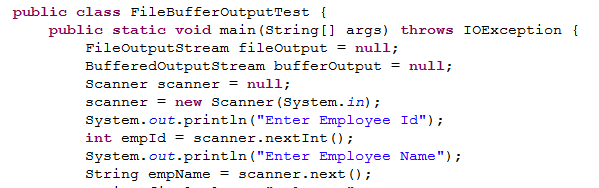 public class FileBufferOutputTest {
public static void main(String[] args) throws IOException {
FileOutputStream fileOutput = null;
BufferedOutputStream bufferOutput = null;
Scanner scanner = null;
scanner = new Scanner(System.in);
System.out.println("Enter Employee Id");
int empId = scanner.nextInt();
System.out.println("Enter Employee Name");
String empName = scanner.next();